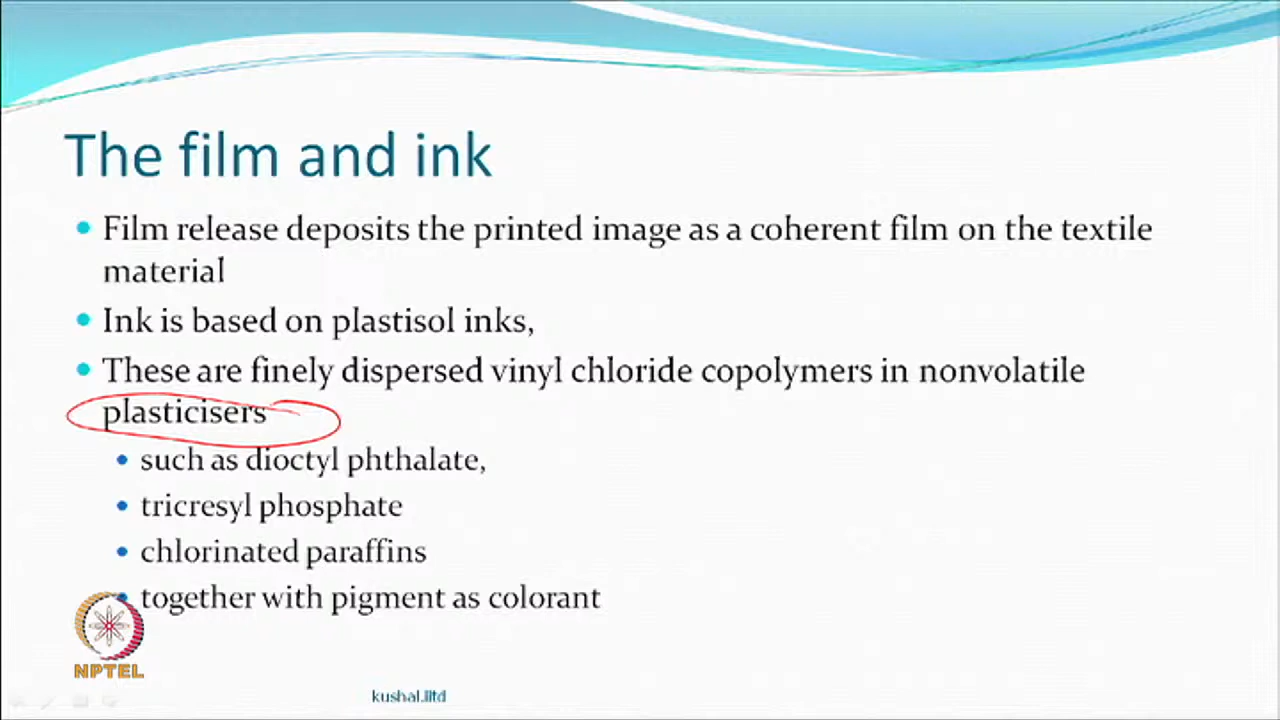 The film and ink
Film release deposits the printed image as a coherent film on the textile
material
Ink is based on plastisol inks,
These are finely dispersed vinyl chloride copolymers in nonvolatile
plasticisers
such as dioctyl phthalate,
tricresyl phosphate
chlorinated paraffins
together with pigment as colorant
NPTEL
kushal.iitd